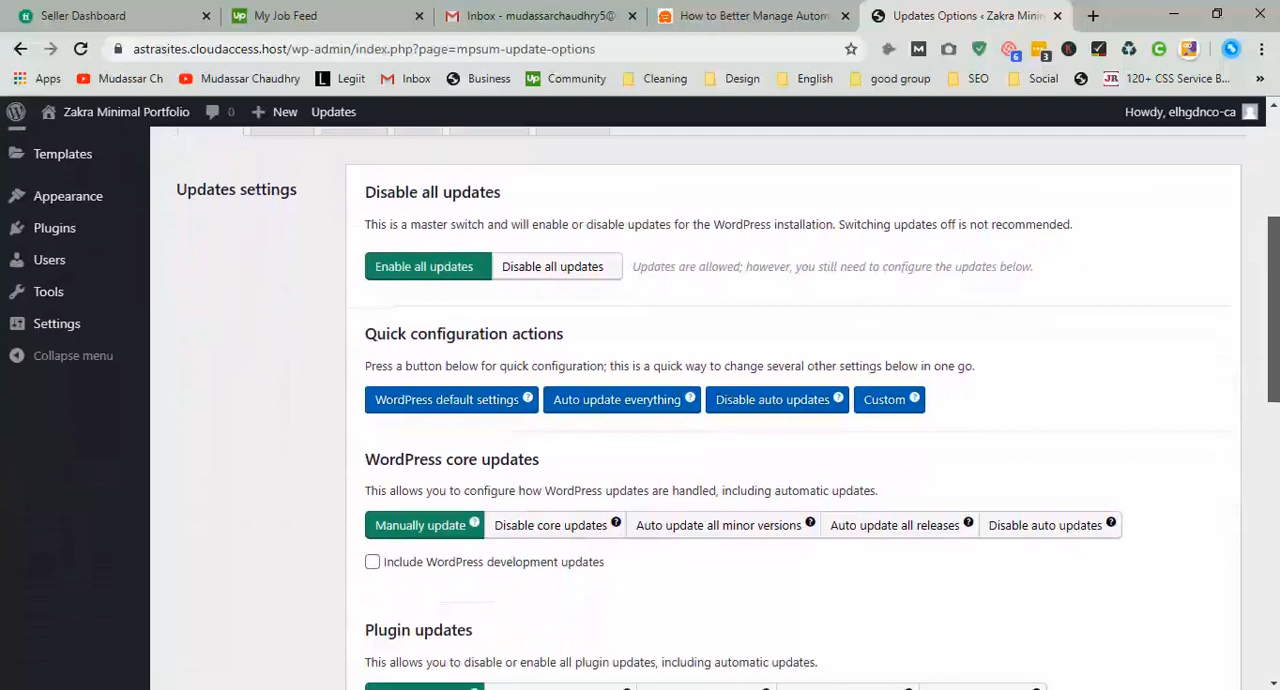 Seller Dashboard
My Job Feed
Inbox - mudassarchaudhry5@
How to Better Manage Autom
Updates Options ‹ Zakra Minim
astrasites.cloudaccess.host/wp-admin/index.php?page=mpsum-update-options
6 3
Apps Mudassar Ch Mudassar Chaudhry Legiit Inbox Business Community Cleaning Design English good group SEO Social 120+ CSS Service B... »
Zakra Minimal Portfolio 0 New Updates Howdy, elhgdnco-ca
Templates
Appearance
Plugins
Users
Tools
Settings
Collapse menu
Updates settings
Disable all updates
This is a master switch and will enable or disable updates for the WordPress installation. Switching updates off is not recommended.
Enable all updates Disable all updates Updates are allowed; however, you still need to configure the updates below.
Quick configuration actions
Press a button below for quick configuration; this is a quick way to change several other settings below in one go.
WordPress default settings Auto update everything Disable auto updates Custom
WordPress core updates
This allows you to configure how WordPress updates are handled, including automatic updates.
Manually update Disable core updates Auto update all minor versions Auto update all releases Disable auto updates
Include WordPress development updates
Plugin updates
This allows you to disable or enable all plugin updates, including automatic updates.